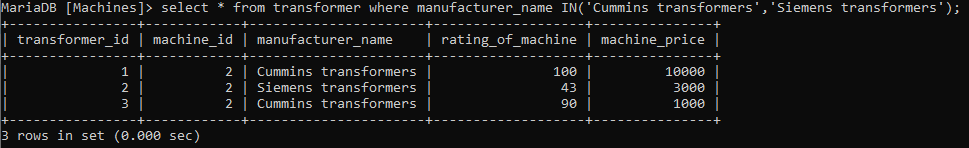 MariaDB [Machines]> select * from transformer where manufacturer_name IN('Cummins transformers','Siemens transformers');
+----------------+------------+----------------------+-------------------+---------------+
| transformer_id | machine_id | manufacturer_name    | rating_of_machine | machine_price |
+----------------+------------+----------------------+-------------------+---------------+
|              1 |          2 | Cummins transformers |               100 |         10000 |
|              2 |          2 | Siemens transformers |                43 |          3000 |
|              3 |          2 | Cummins transformers |                90 |          1000 |
+----------------+------------+----------------------+-------------------+---------------+
3 rows in set (0.000 sec)